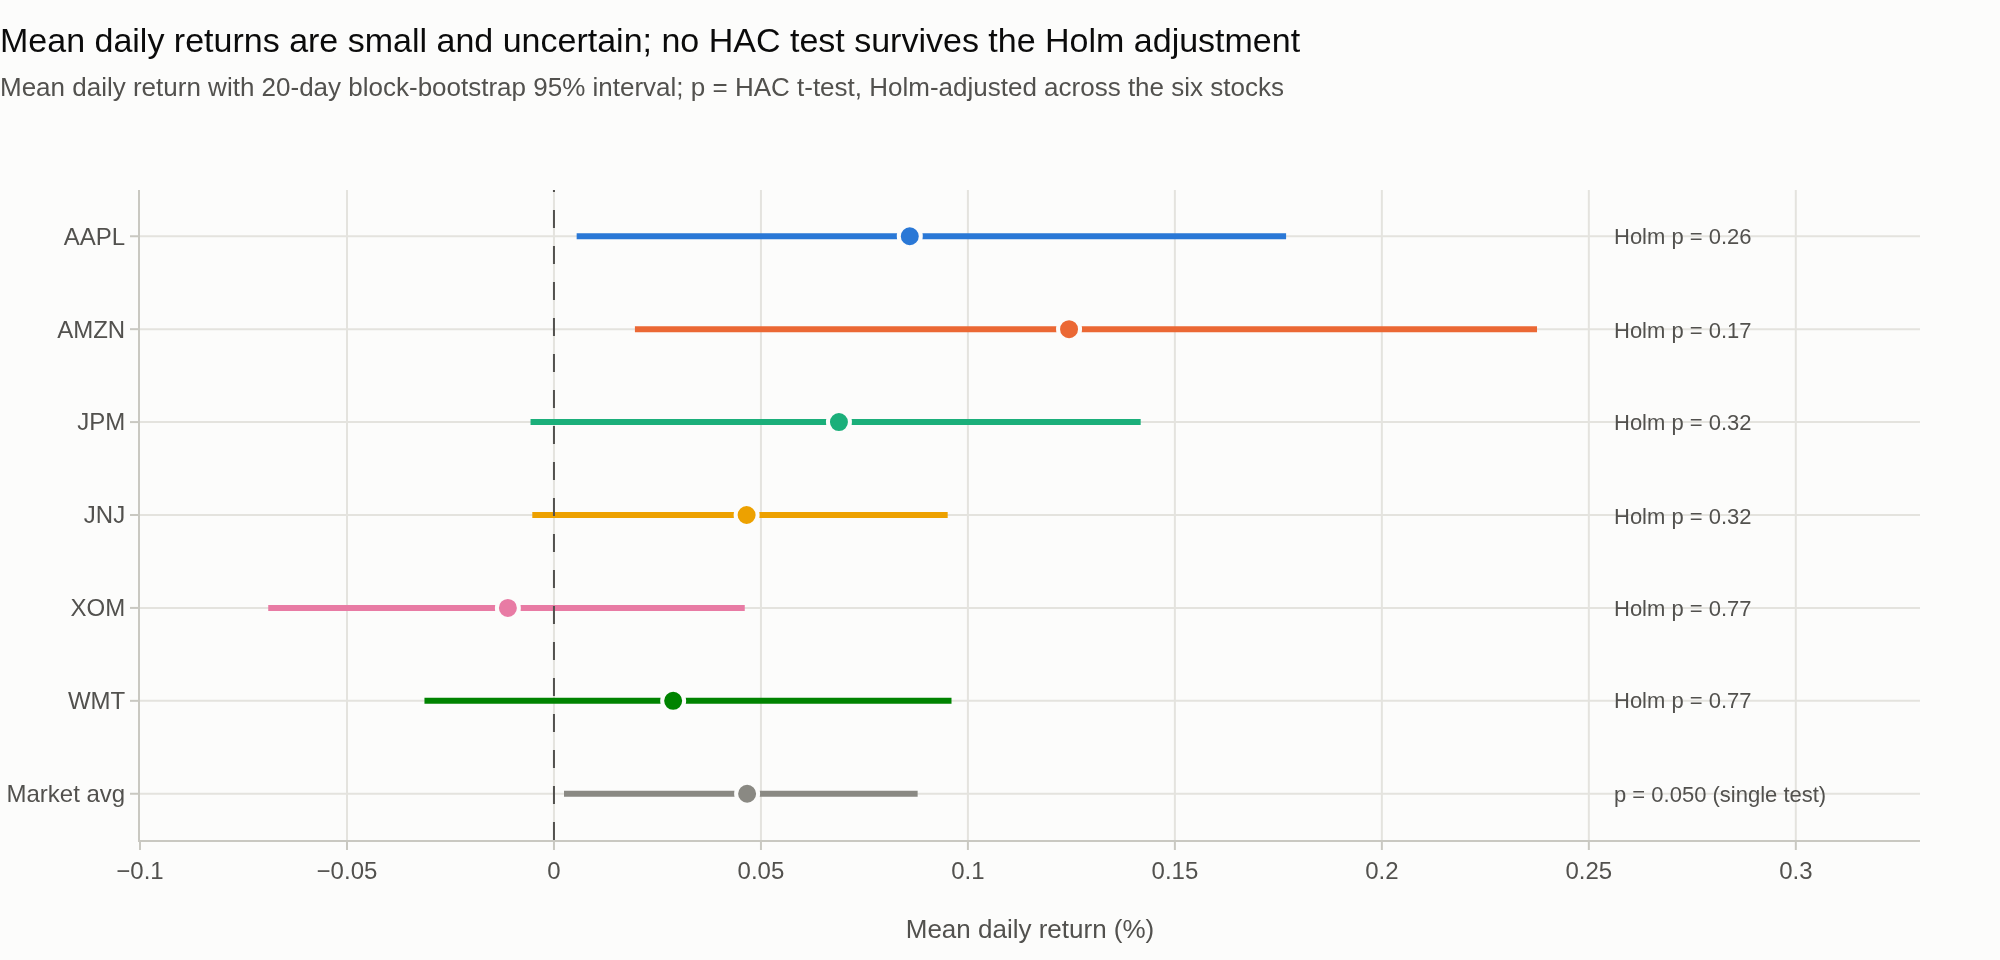 Mean daily returns are small and uncertain; no HAC test survives the Holm adjustment
Mean daily return with 20-day block-bootstrap 95% interval; p = HAC t-test, Holm-adjusted across the six stocks
AAPL
Holm p = 0.26
AMZN
Holm p = 0.17
JPM
Holm p = 0.32
JNJ
Holm p = 0.32
XOM
Holm p = 0.77
WMT
Holm p = 0.77
Market avg
p = 0.050 (single test)
−0.1 −0.05 0 0.05 0.1 0.15 0.2 0.25 0.3
Mean daily return (%)